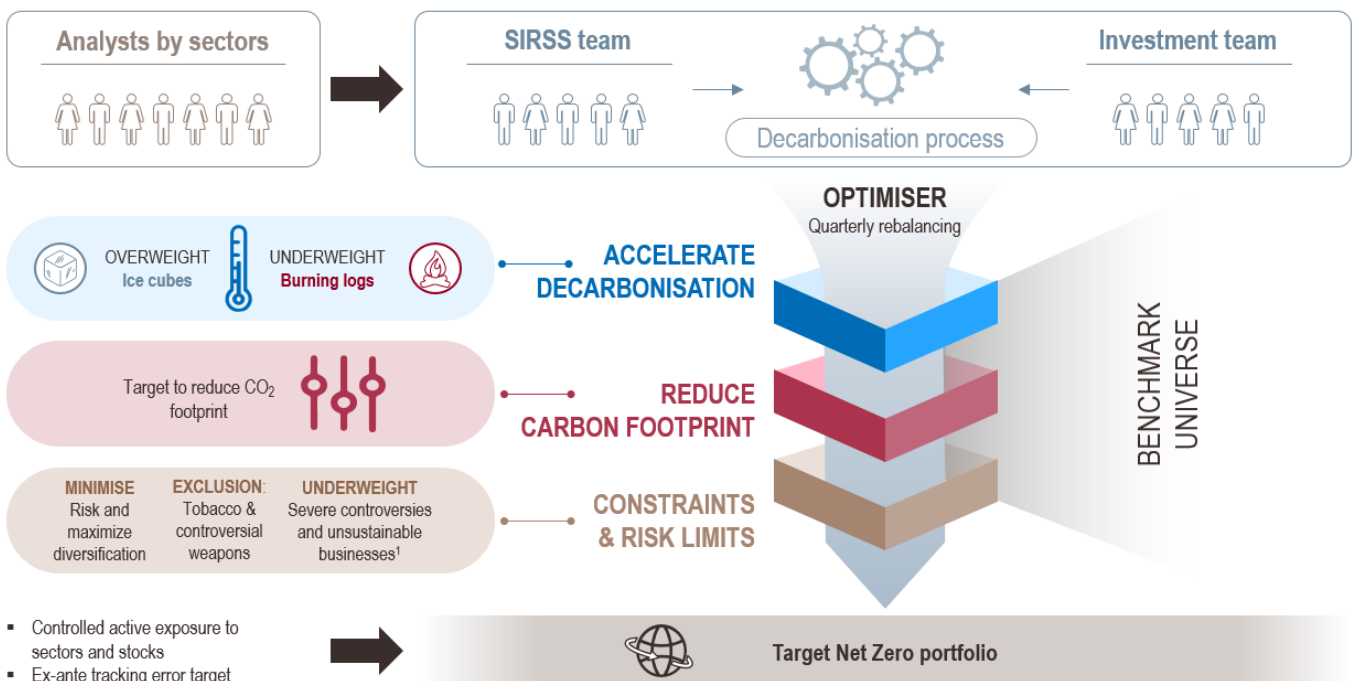 Analysts by sectors
SIRSS team
Investment team
Decarbonisation process
OPTIMISER
Quarterly rebalancing
OVERWEIGHT
Ice cubes
UNDERWEIGHT
Burning logs
ACCELERATE
DECARBONISATION
Target to reduce CO₂
footprint
REDUCE
CARBON FOOTPRINT
MINIMISE
Risk and
maximize
diversification
EXCLUSION:
Tobacco &
controversial
weapons
UNDERWEIGHT
Severe controversies
and unsustainable
businesses¹
CONSTRAINTS
& RISK LIMITS
BENCHMARK
UNIVERSE
▪ Controlled active exposure to
sectors and stocks
▪ Ex-ante tracking error target
Target Net Zero portfolio